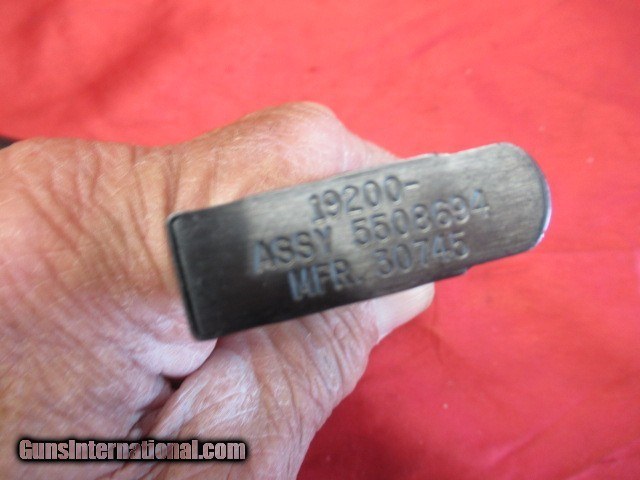 19200-
ASSY 5508694
MFR. 30745
GunsInternational.com